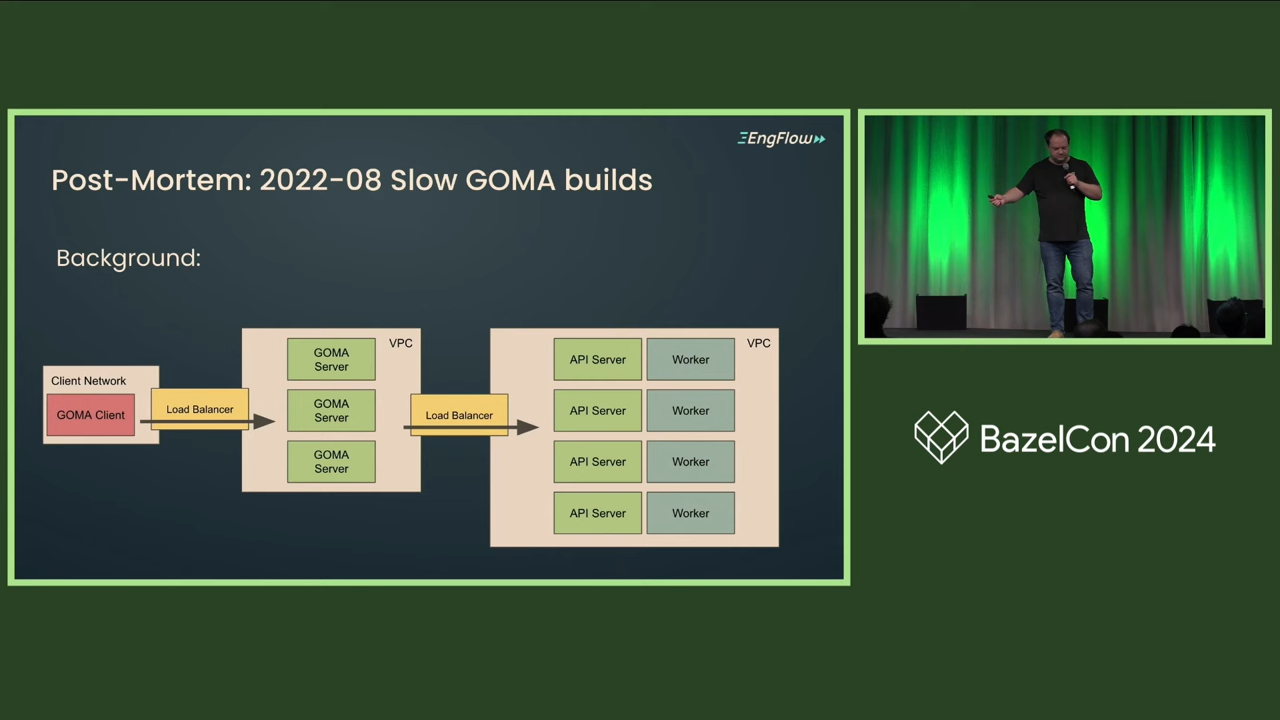 EngFlow
Post-Mortem: 2022-08 Slow GOMA builds
Background:
Client Network
GOMA Client
Load Balancer
VPC
GOMA
Server
GOMA
Server
GOMA
Server
Load Balancer
VPC
API Server
Worker
API Server
Worker
API Server
Worker
API Server
Worker
BazelCon 2024